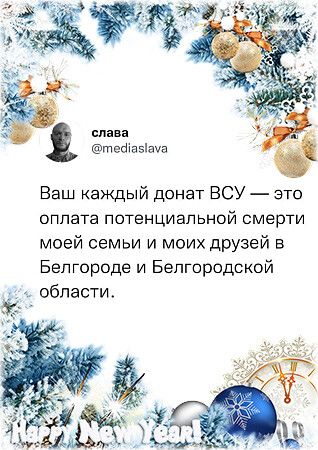 слава
@mediaslava
Ваш каждый донат ВСУ — это
оплата потенциальной смерти
моей семьи и моих друзей в
Белгороде и Белгородской
области.
Happy New Year!